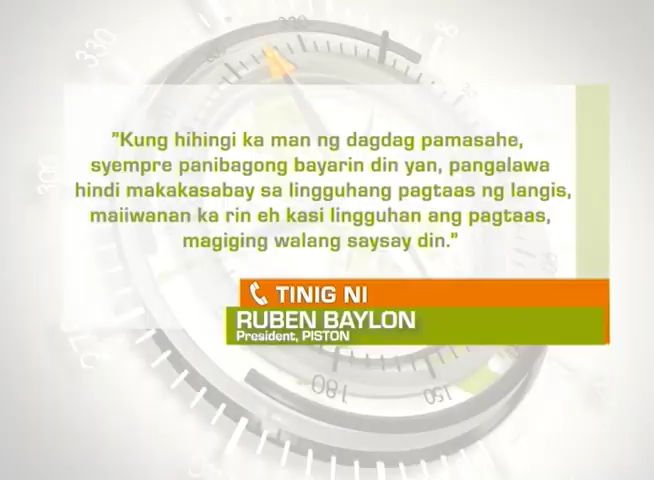 330
30
300
"Kung hihingi ka man ng dagdag pamasahe,
syempre panibagong bayarin din yan, pangalawa
hindi makakasabay sa lingguhang pagtaas ng langis,
maiiwanan ka rin eh kasi lingguhan ang pagtaas,
magiging walang saysay din."
TINIG NI
RUBEN BAYLON
President, PISTON
180
150